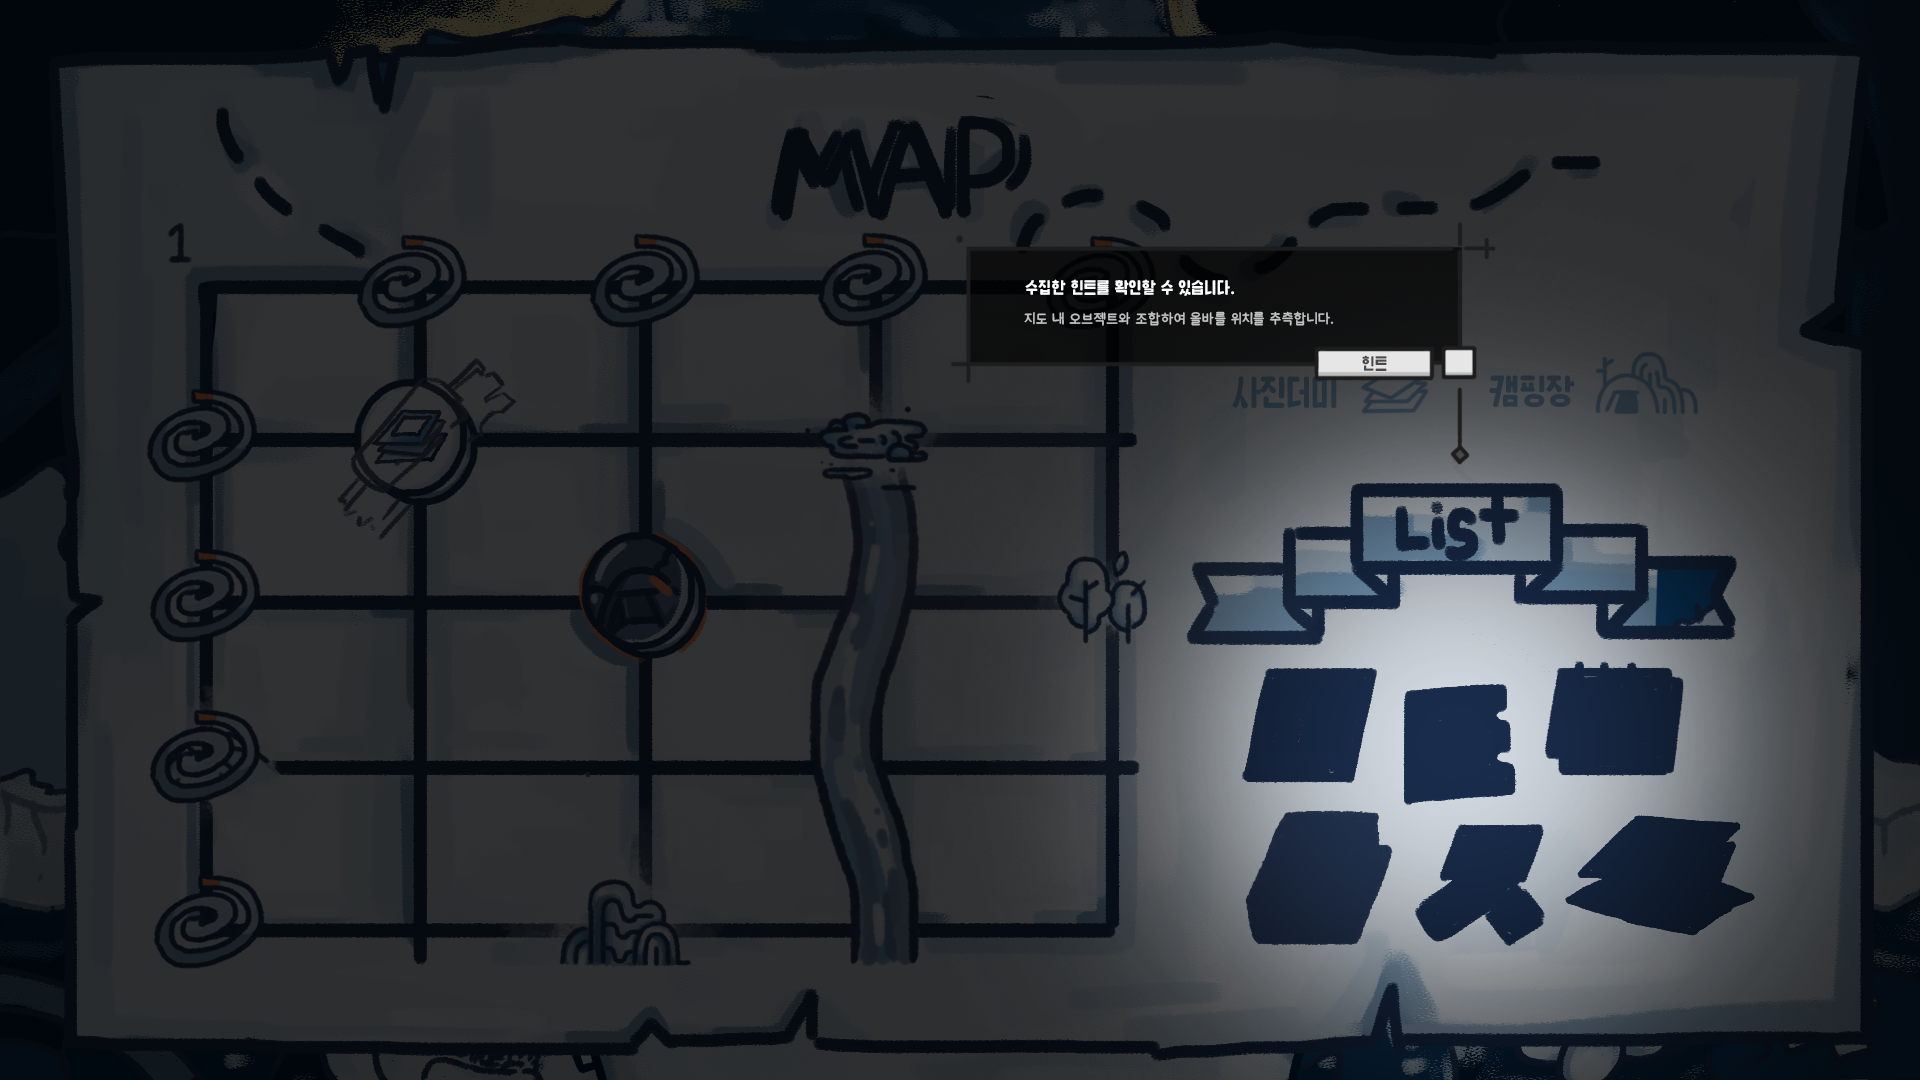 MAP
1
수집한 힌트를 확인할 수 있습니다.
지도 내 오브젝트와 조합하여 올바를 위치를 추측합니다.
힌트
사진데미
캠핑장
List